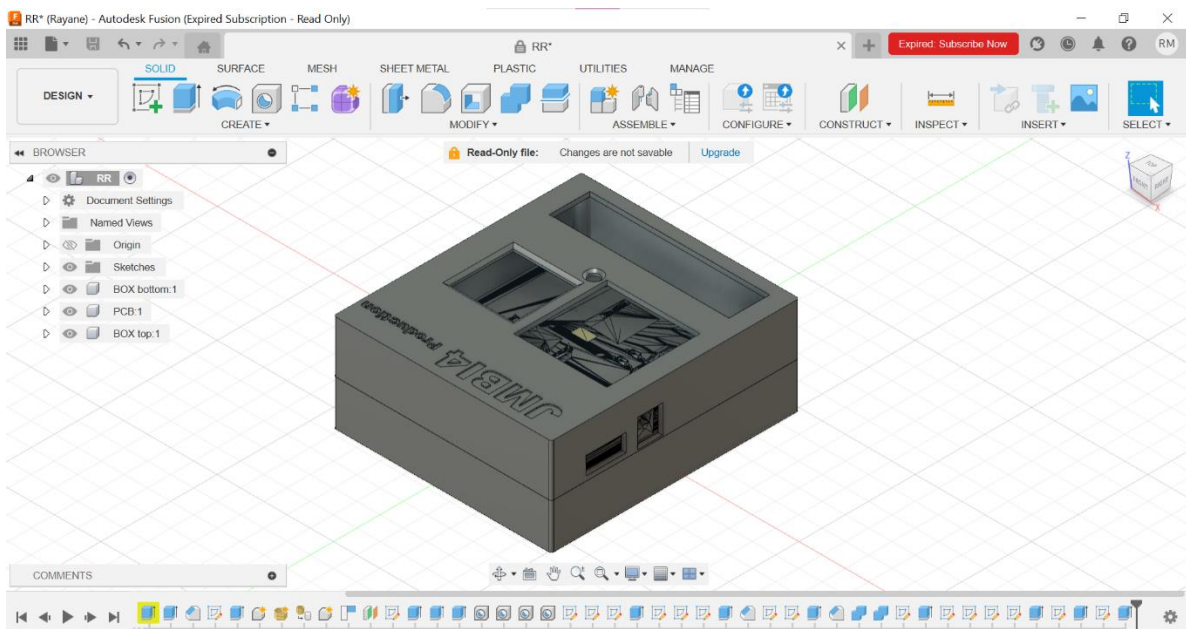 RR* (Rayane) - Autodesk Fusion (Expired Subscription - Read Only)
RR*
Expired: Subscribe Now
RM
SOLID SURFACE MESH SHEET METAL PLASTIC UTILITIES MANAGE
DESIGN
CREATE MODIFY ASSEMBLE CONFIGURE CONSTRUCT INSPECT INSERT SELECT
BROWSER
Read-Only file: Changes are not savable Upgrade
RR
Document Settings
Named Views
Origin
Sketches
BOX bottom:1
PCB:1
BOX top:1
Z
TOP
FRONT
RIGHT
X
JMBI4
Production
COMMENTS